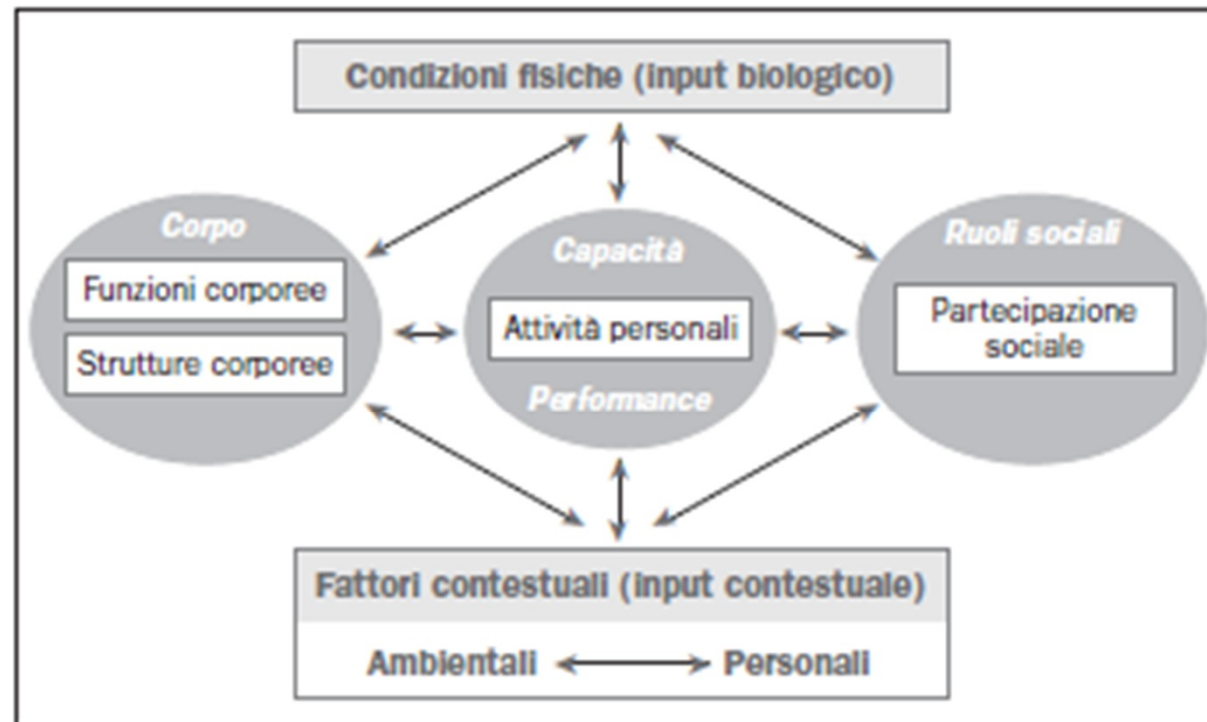 Condizioni fisiche (input biologico)
Corpo
Funzioni corporee
Strutture corporee
Capacità
Attività personali
Performance
Ruoli sociali
Partecipazione
sociale
Fattori contestuali (input contestuale)
Ambientali
Personali